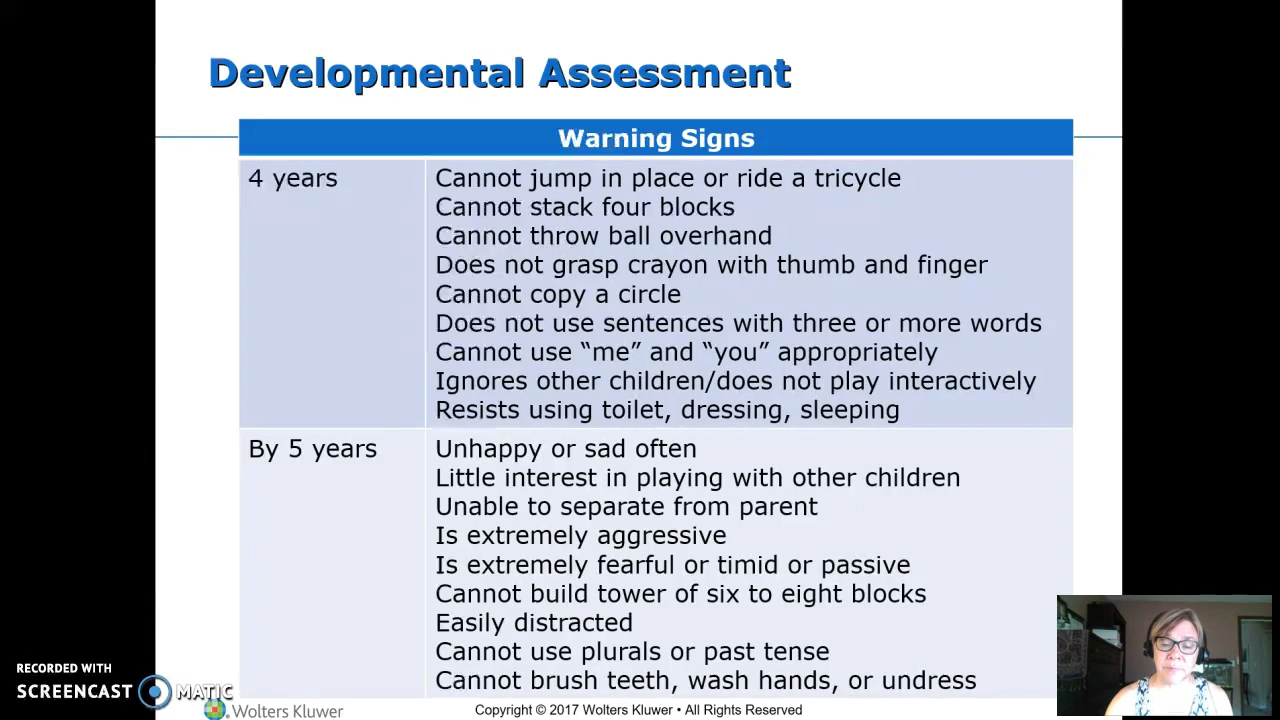 Developmental Assessment
Warning Signs
4 years
Cannot jump in place or ride a tricycle
Cannot stack four blocks
Cannot throw ball overhand
Does not grasp crayon with thumb and finger
Cannot copy a circle
Does not use sentences with three or more words
Cannot use “me” and “you” appropriately
Ignores other children/does not play interactively
Resists using toilet, dressing, sleeping
By 5 years
Unhappy or sad often
Little interest in playing with other children
Unable to separate from parent
Is extremely aggressive
Is extremely fearful or timid or passive
Cannot build tower of six to eight blocks
Easily distracted
Cannot use plurals or past tense
Cannot brush teeth, wash hands, or undress
RECORDED WITH
SCREENCAST MATIC
Wolters Kluwer
Copyright © 2017 Wolters Kluwer • All Rights Reserved